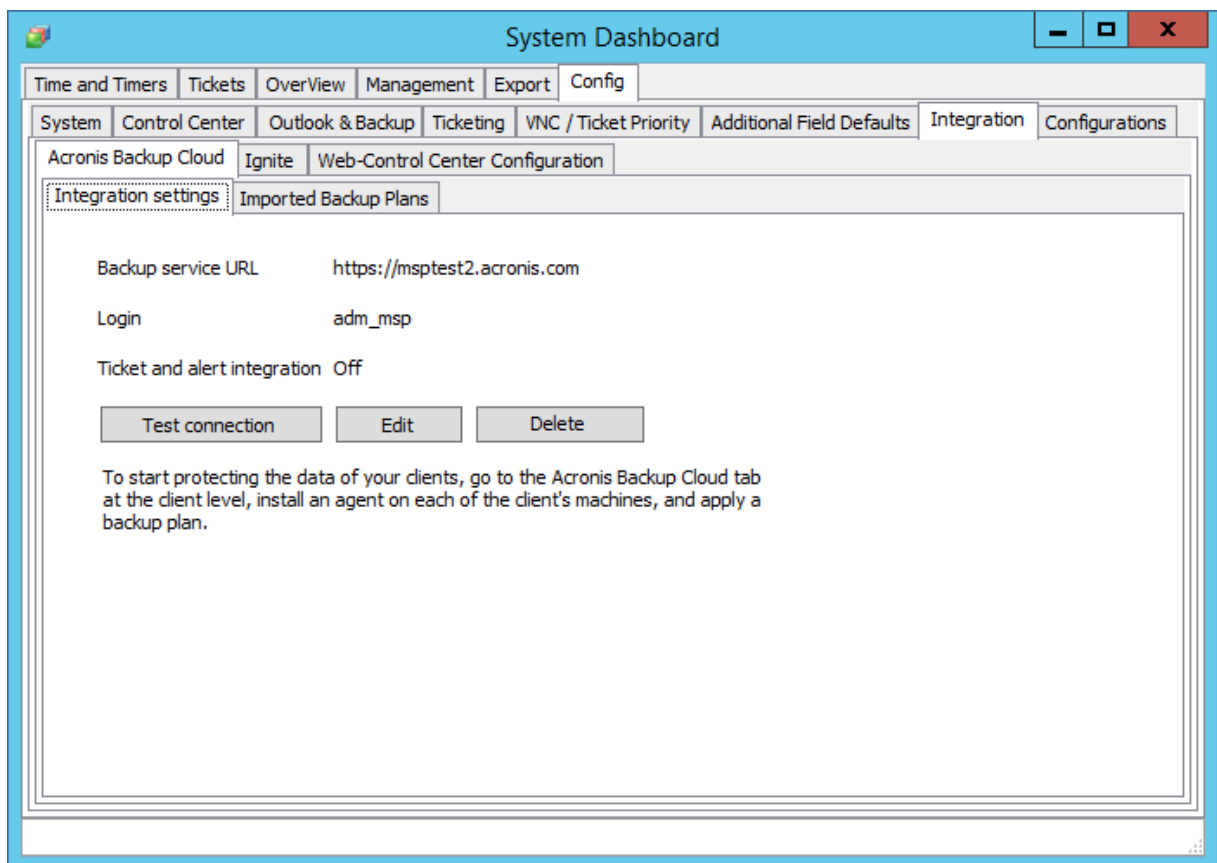 System Dashboard
Time and Timers Tickets OverView Management Export Config
System Control Center Outlook & Backup Ticketing VNC / Ticket Priority Additional Field Defaults Integration Configurations
Acronis Backup Cloud Ignite Web-Control Center Configuration
Integration settings Imported Backup Plans
Backup service URL https://msptest2.acronis.com
Login adm_msp
Ticket and alert integration Off
Test connection Edit Delete
To start protecting the data of your clients, go to the Acronis Backup Cloud tab
at the client level, install an agent on each of the client's machines, and apply a
backup plan.